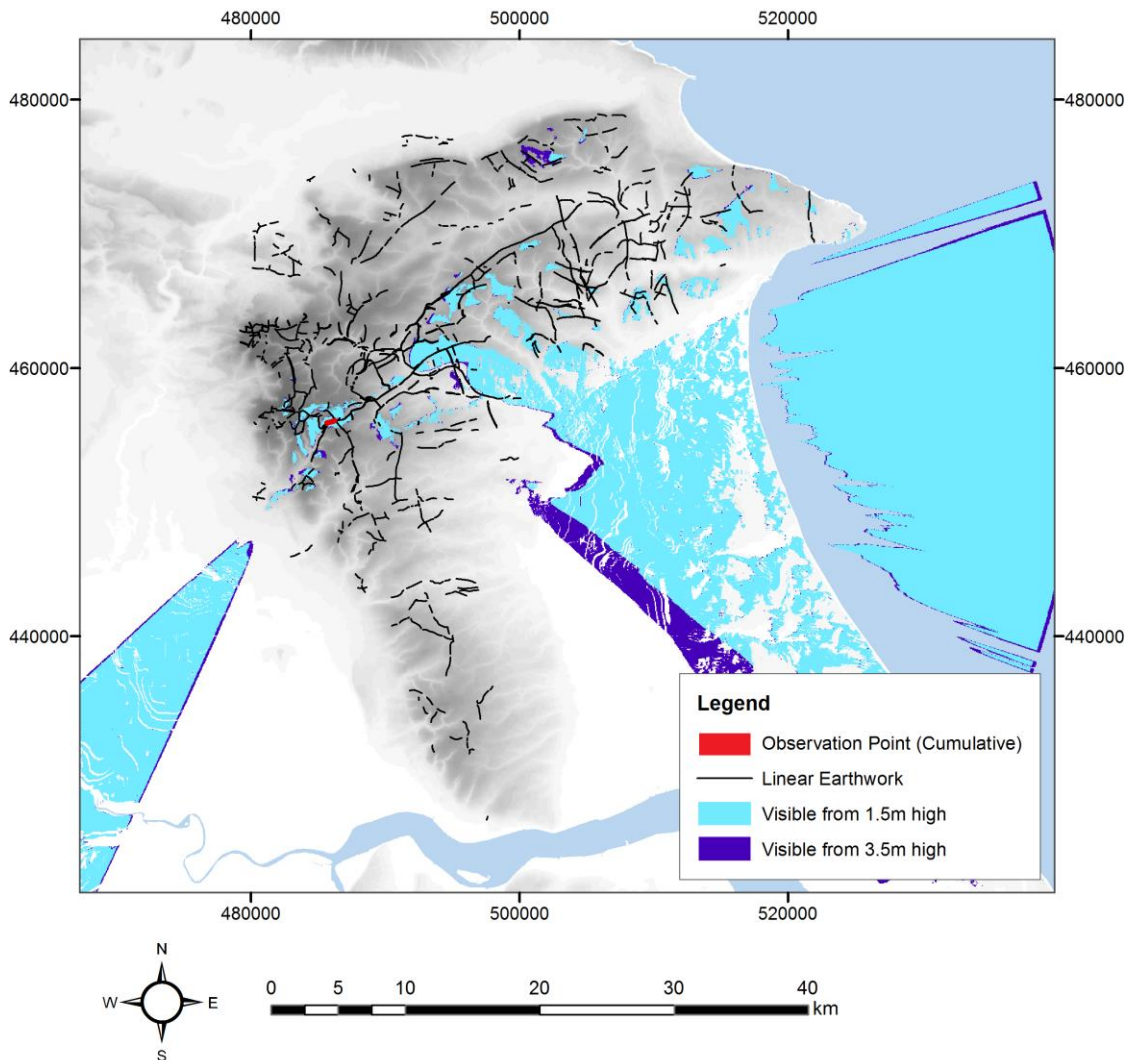 480000 500000 520000
480000 480000
460000 460000
440000 440000
Legend
Observation Point (Cumulative)
Linear Earthwork
Visible from 1.5m high
Visible from 3.5m high
480000 500000 520000
N
W E
S
0 5 10 20 30 40
km